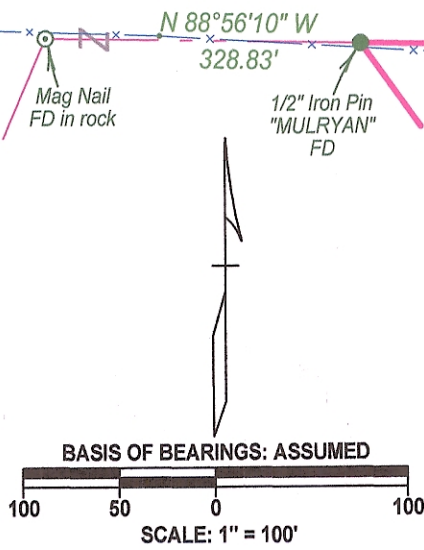 N 88°56'10" W
328.83'
Z
Mag Nail
FD in rock
1/2" Iron Pin
"MULRYAN"
FD
BASIS OF BEARINGS: ASSUMED
100 50 0 100
SCALE: 1" = 100'